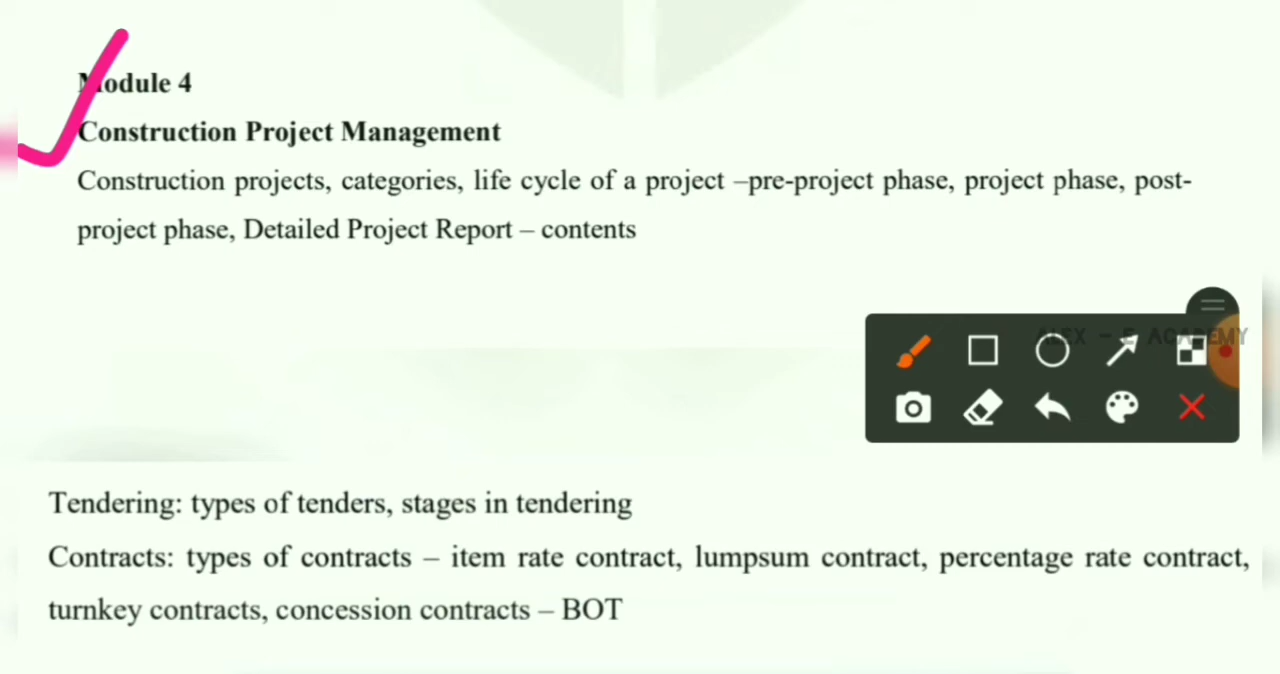 Module 4
Construction Project Management
Construction projects, categories, life cycle of a project –pre-project phase, project phase, post-
project phase, Detailed Project Report – contents
ALEX - E ACADEMY
Tendering: types of tenders, stages in tendering
Contracts: types of contracts – item rate contract, lumpsum contract, percentage rate contract,
turnkey contracts, concession contracts – BOT